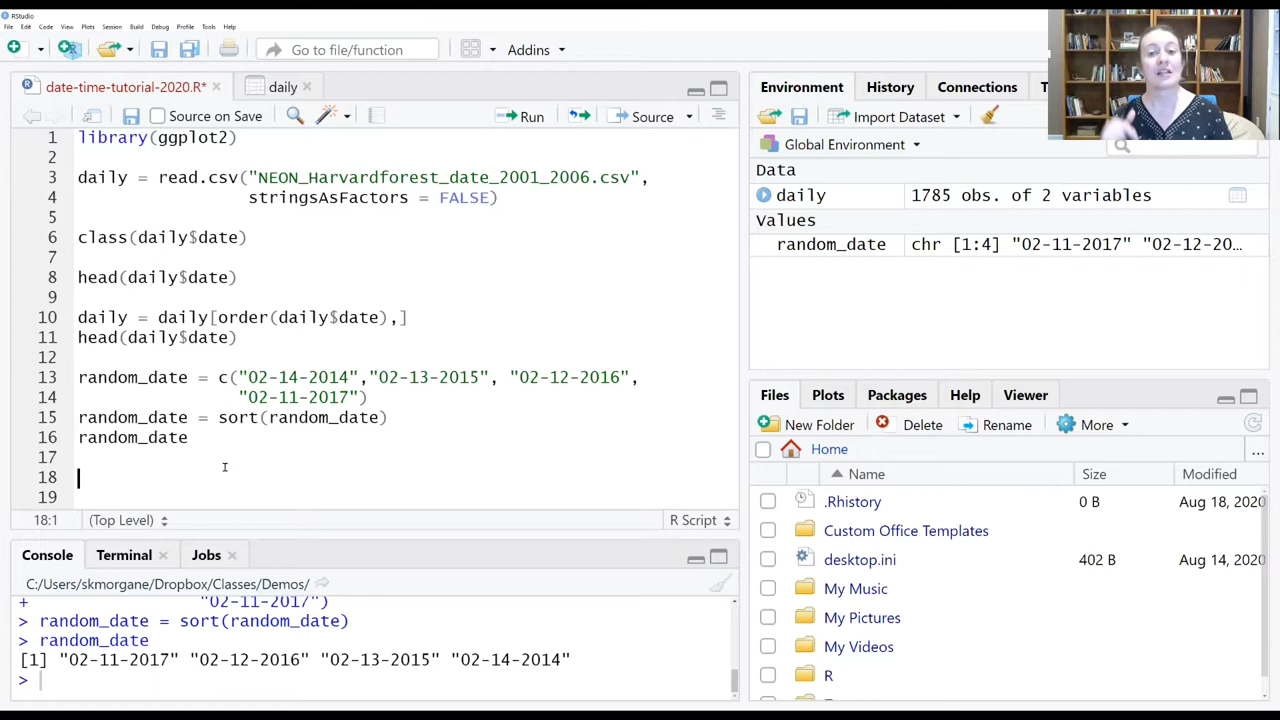 RStudio
File Edit Code View Plots Session Build Debug Profile Tools Help
Go to file/function Addins
date-time-tutorial-2020.R* daily
Source on Save Run Source
1 library(ggplot2)
2
3 daily = read.csv("NEON_Harvardforest_date_2001_2006.csv",
4 stringsAsFactors = FALSE)
5
6 class(daily$date)
7
8 head(daily$date)
9
10 daily = daily[order(daily$date),]
11 head(daily$date)
12
13 random_date = c("02-14-2014","02-13-2015", "02-12-2016",
14 "02-11-2017")
15 random_date = sort(random_date)
16 random_date
17
18
19
18:1 (Top Level) R Script
Console Terminal Jobs
C:/Users/skmorgane/Dropbox/Classes/Demos/
+ "02-11-2017")
> random_date = sort(random_date)
> random_date
[1] "02-11-2017" "02-12-2016" "02-13-2015" "02-14-2014"
>
Environment History Connections T
Import Dataset
Global Environment
Data
daily 1785 obs. of 2 variables
Values
random_date chr [1:4] "02-11-2017" "02-12-20...
Files Plots Packages Help Viewer
New Folder Delete Rename More
Home ...
Name Size Modified
.Rhistory 0 B Aug 18, 2020
Custom Office Templates
desktop.ini 402 B Aug 14, 2020
My Music
My Pictures
My Videos
R